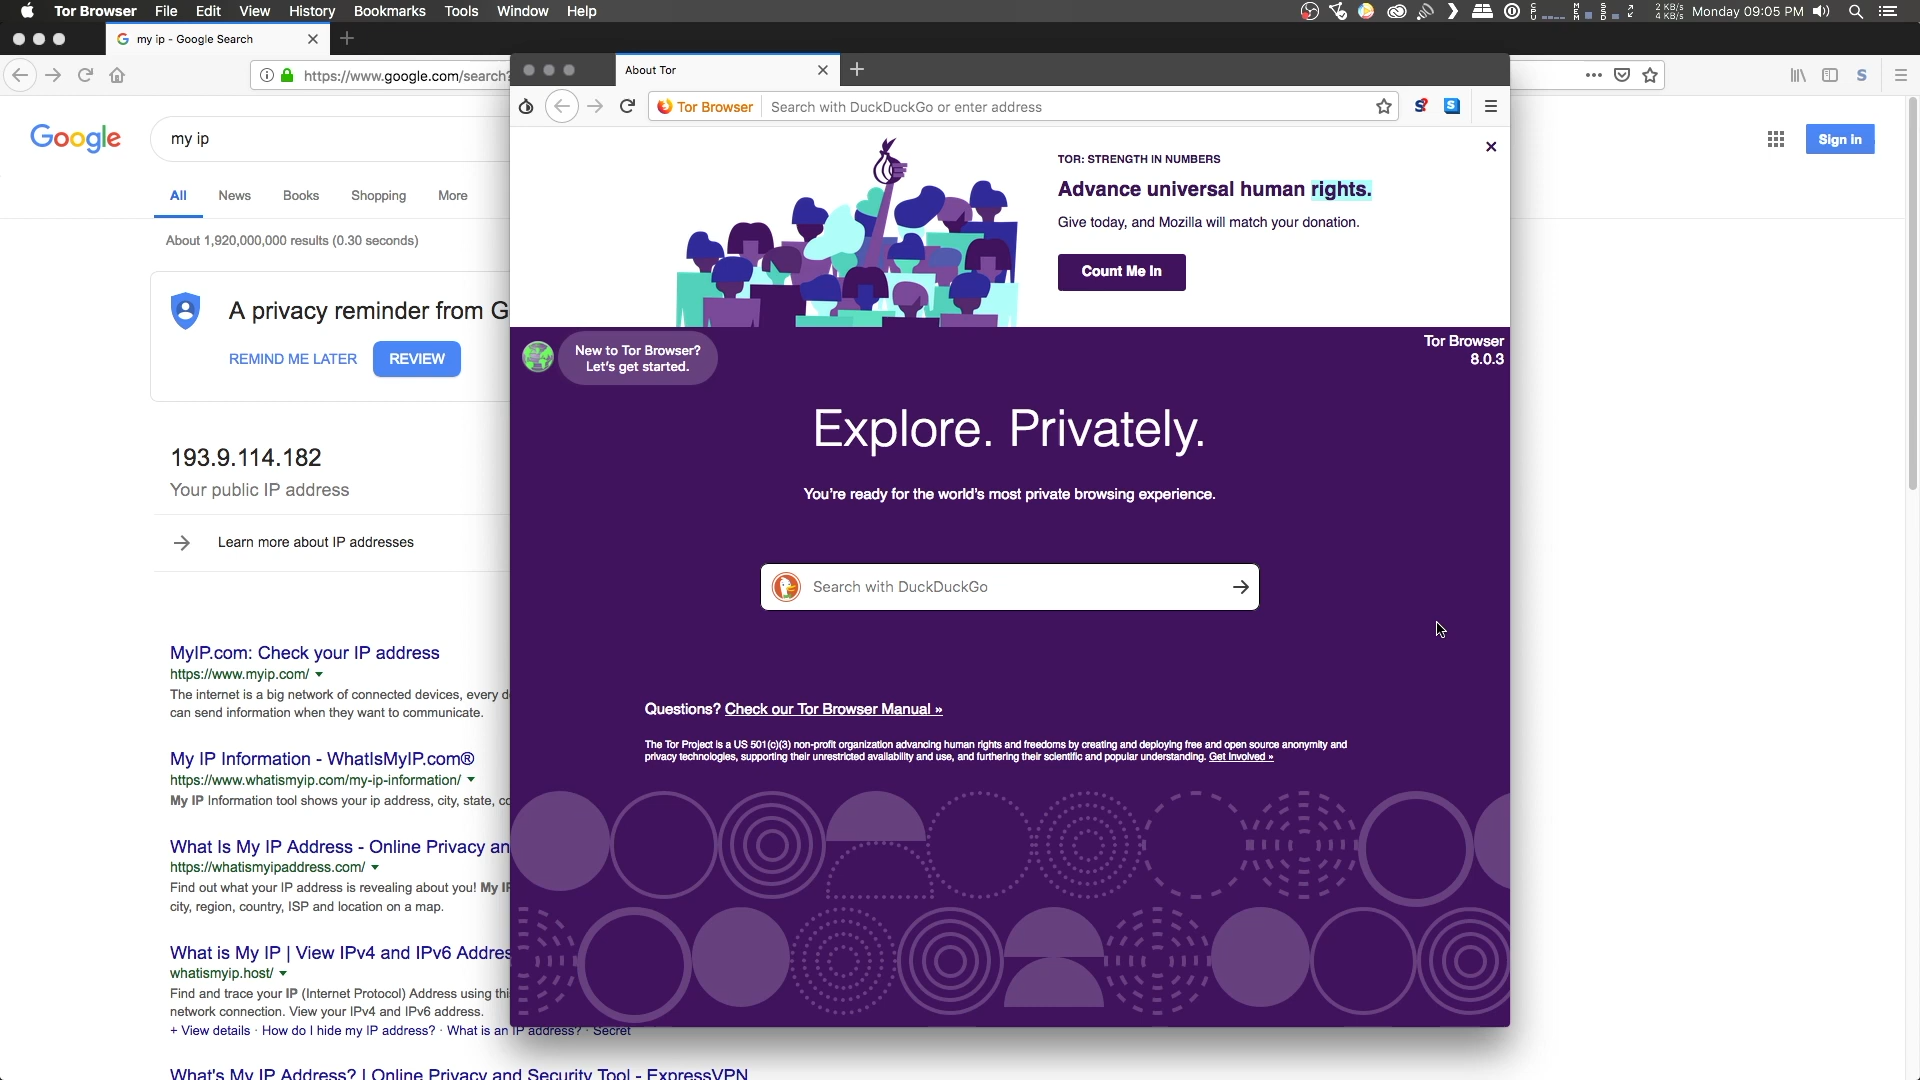 Tor Browser File Edit View History Bookmarks Tools Window Help
2 KB/s
4 KB/s
Monday 09:05 PM
my ip - Google Search
https://www.google.com/search?
Google
my ip
Sign in
All News Books Shopping More
About 1,920,000,000 results (0.30 seconds)
A privacy reminder from G
REMIND ME LATER
REVIEW
193.9.114.182
Your public IP address
Learn more about IP addresses
MyIP.com: Check your IP address
https://www.myip.com/
The internet is a big network of connected devices, every d
can send information when they want to communicate.
My IP Information - WhatIsMyIP.com®
https://www.whatismyip.com/my-ip-information/
My IP Information tool shows your ip address, city, state, co
What Is My IP Address - Online Privacy an
https://whatismyipaddress.com/
Find out what your IP address is revealing about you! My IP
city, region, country, ISP and location on a map.
What is My IP | View IPv4 and IPv6 Addres
whatismyip.host/
Find and trace your IP (Internet Protocol) Address using thi
network connection. View your IPv4 and IPv6 address.
+ View details · How do I hide my IP address? · What is an IP address? · Secret
What's My IP Address? | Online Privacy and Security Tool - ExpressVPN
About Tor
Tor Browser
Search with DuckDuckGo or enter address
TOR: STRENGTH IN NUMBERS
Advance universal human rights.
Give today, and Mozilla will match your donation.
Count Me In
New to Tor Browser?
Let's get started.
Tor Browser
8.0.3
Explore. Privately.
You're ready for the world's most private browsing experience.
Search with DuckDuckGo
Questions? Check our Tor Browser Manual »
The Tor Project is a US 501(c)(3) non-profit organization advancing human rights and freedoms by creating and deploying free and open source anonymity and
privacy technologies, supporting their unrestricted availability and use, and furthering their scientific and popular understanding. Get Involved »